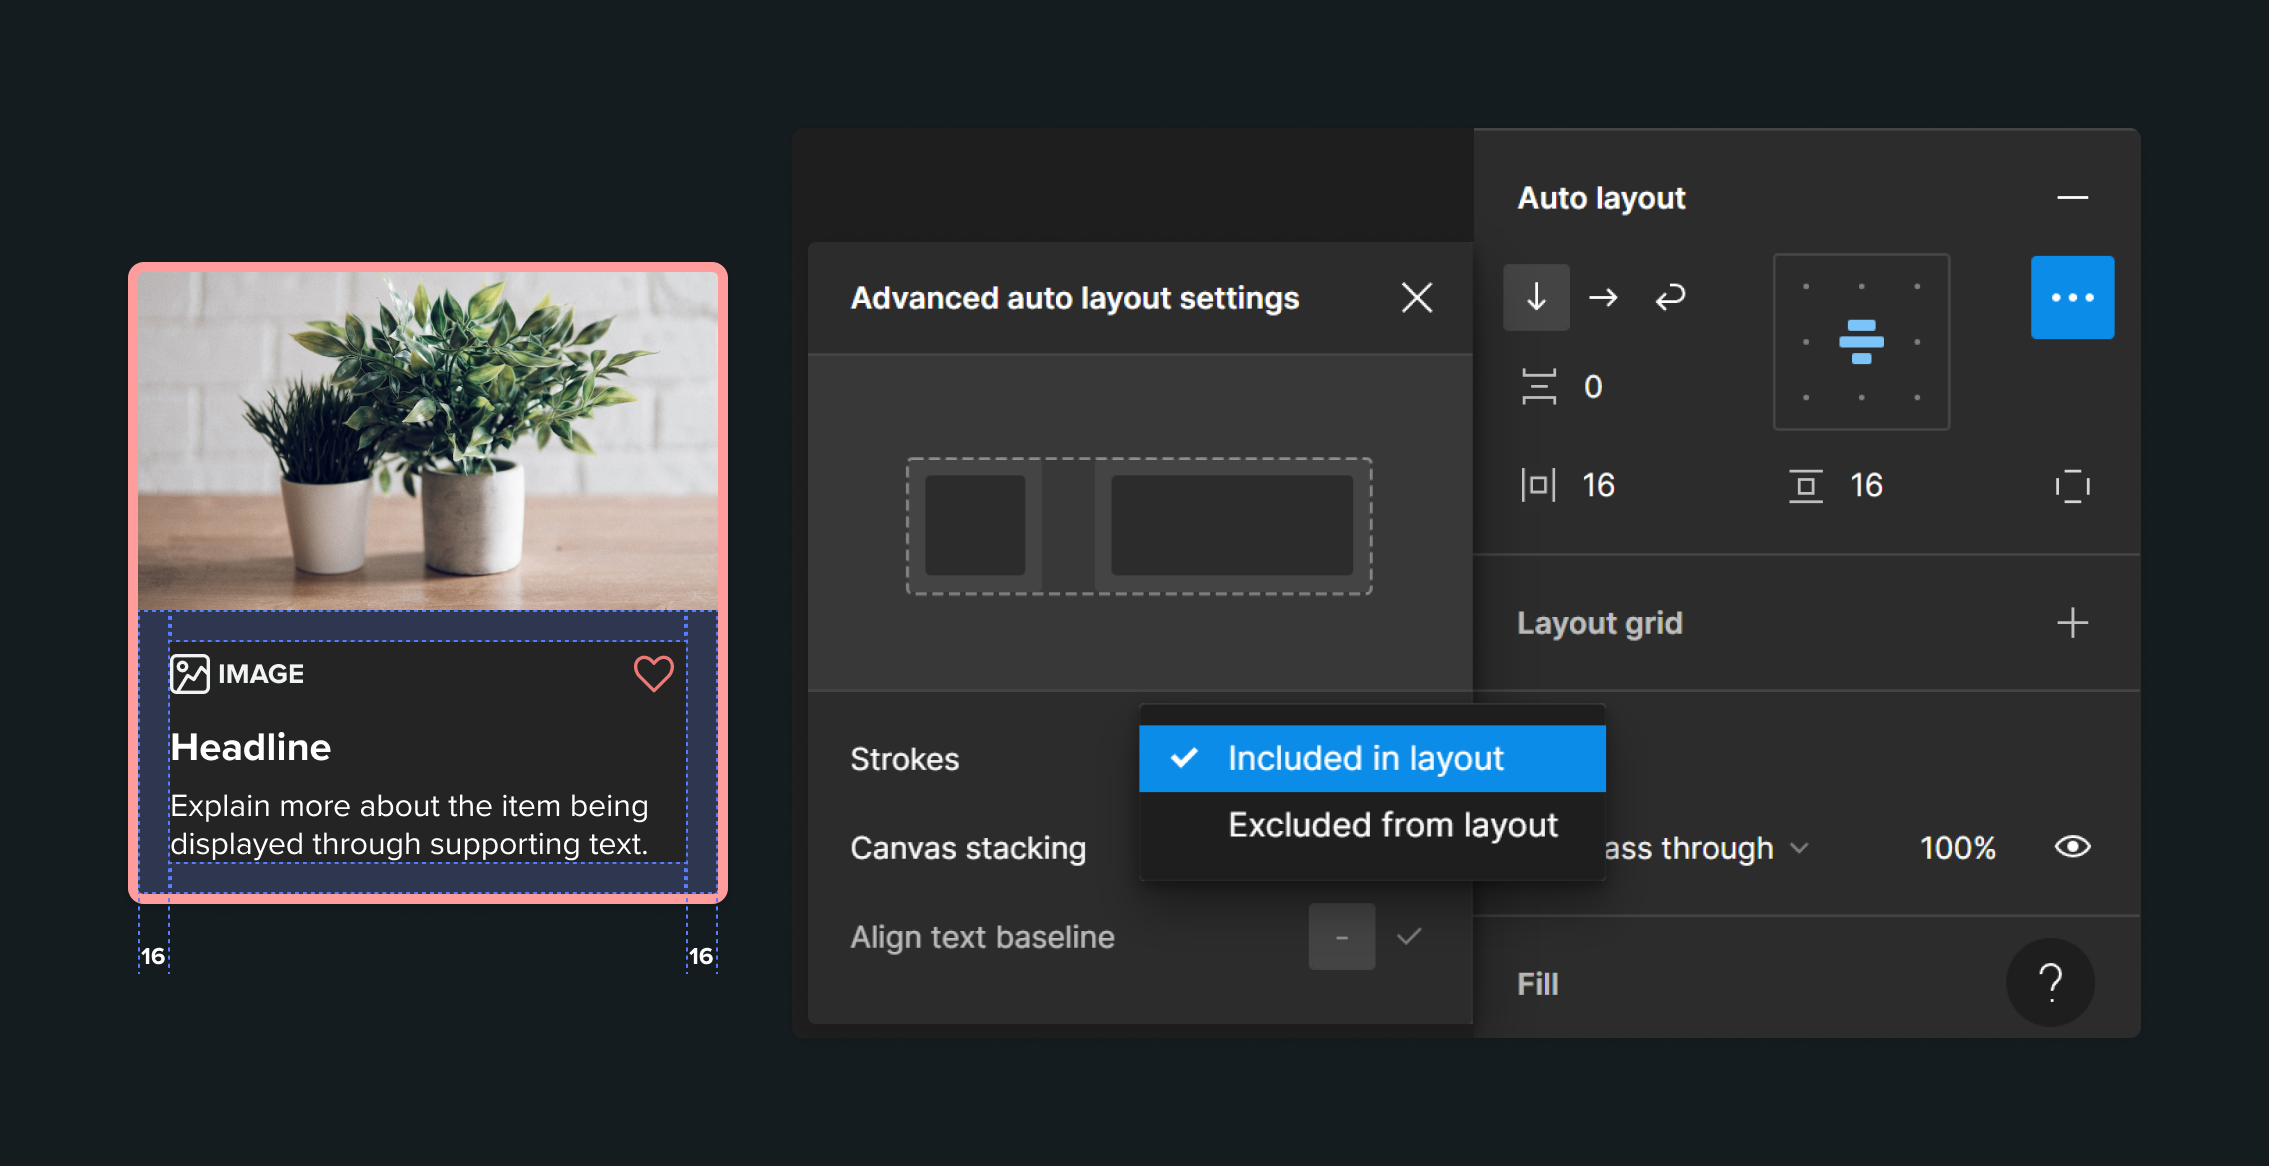 IMAGE
Headline
Explain more about the item being
displayed through supporting text.
16
16
Advanced auto layout settings
Strokes
Included in layout
Excluded from layout
Canvas stacking
Align text baseline
-
Auto layout
0
16
16
Layout grid
ass through
100%
Fill
?